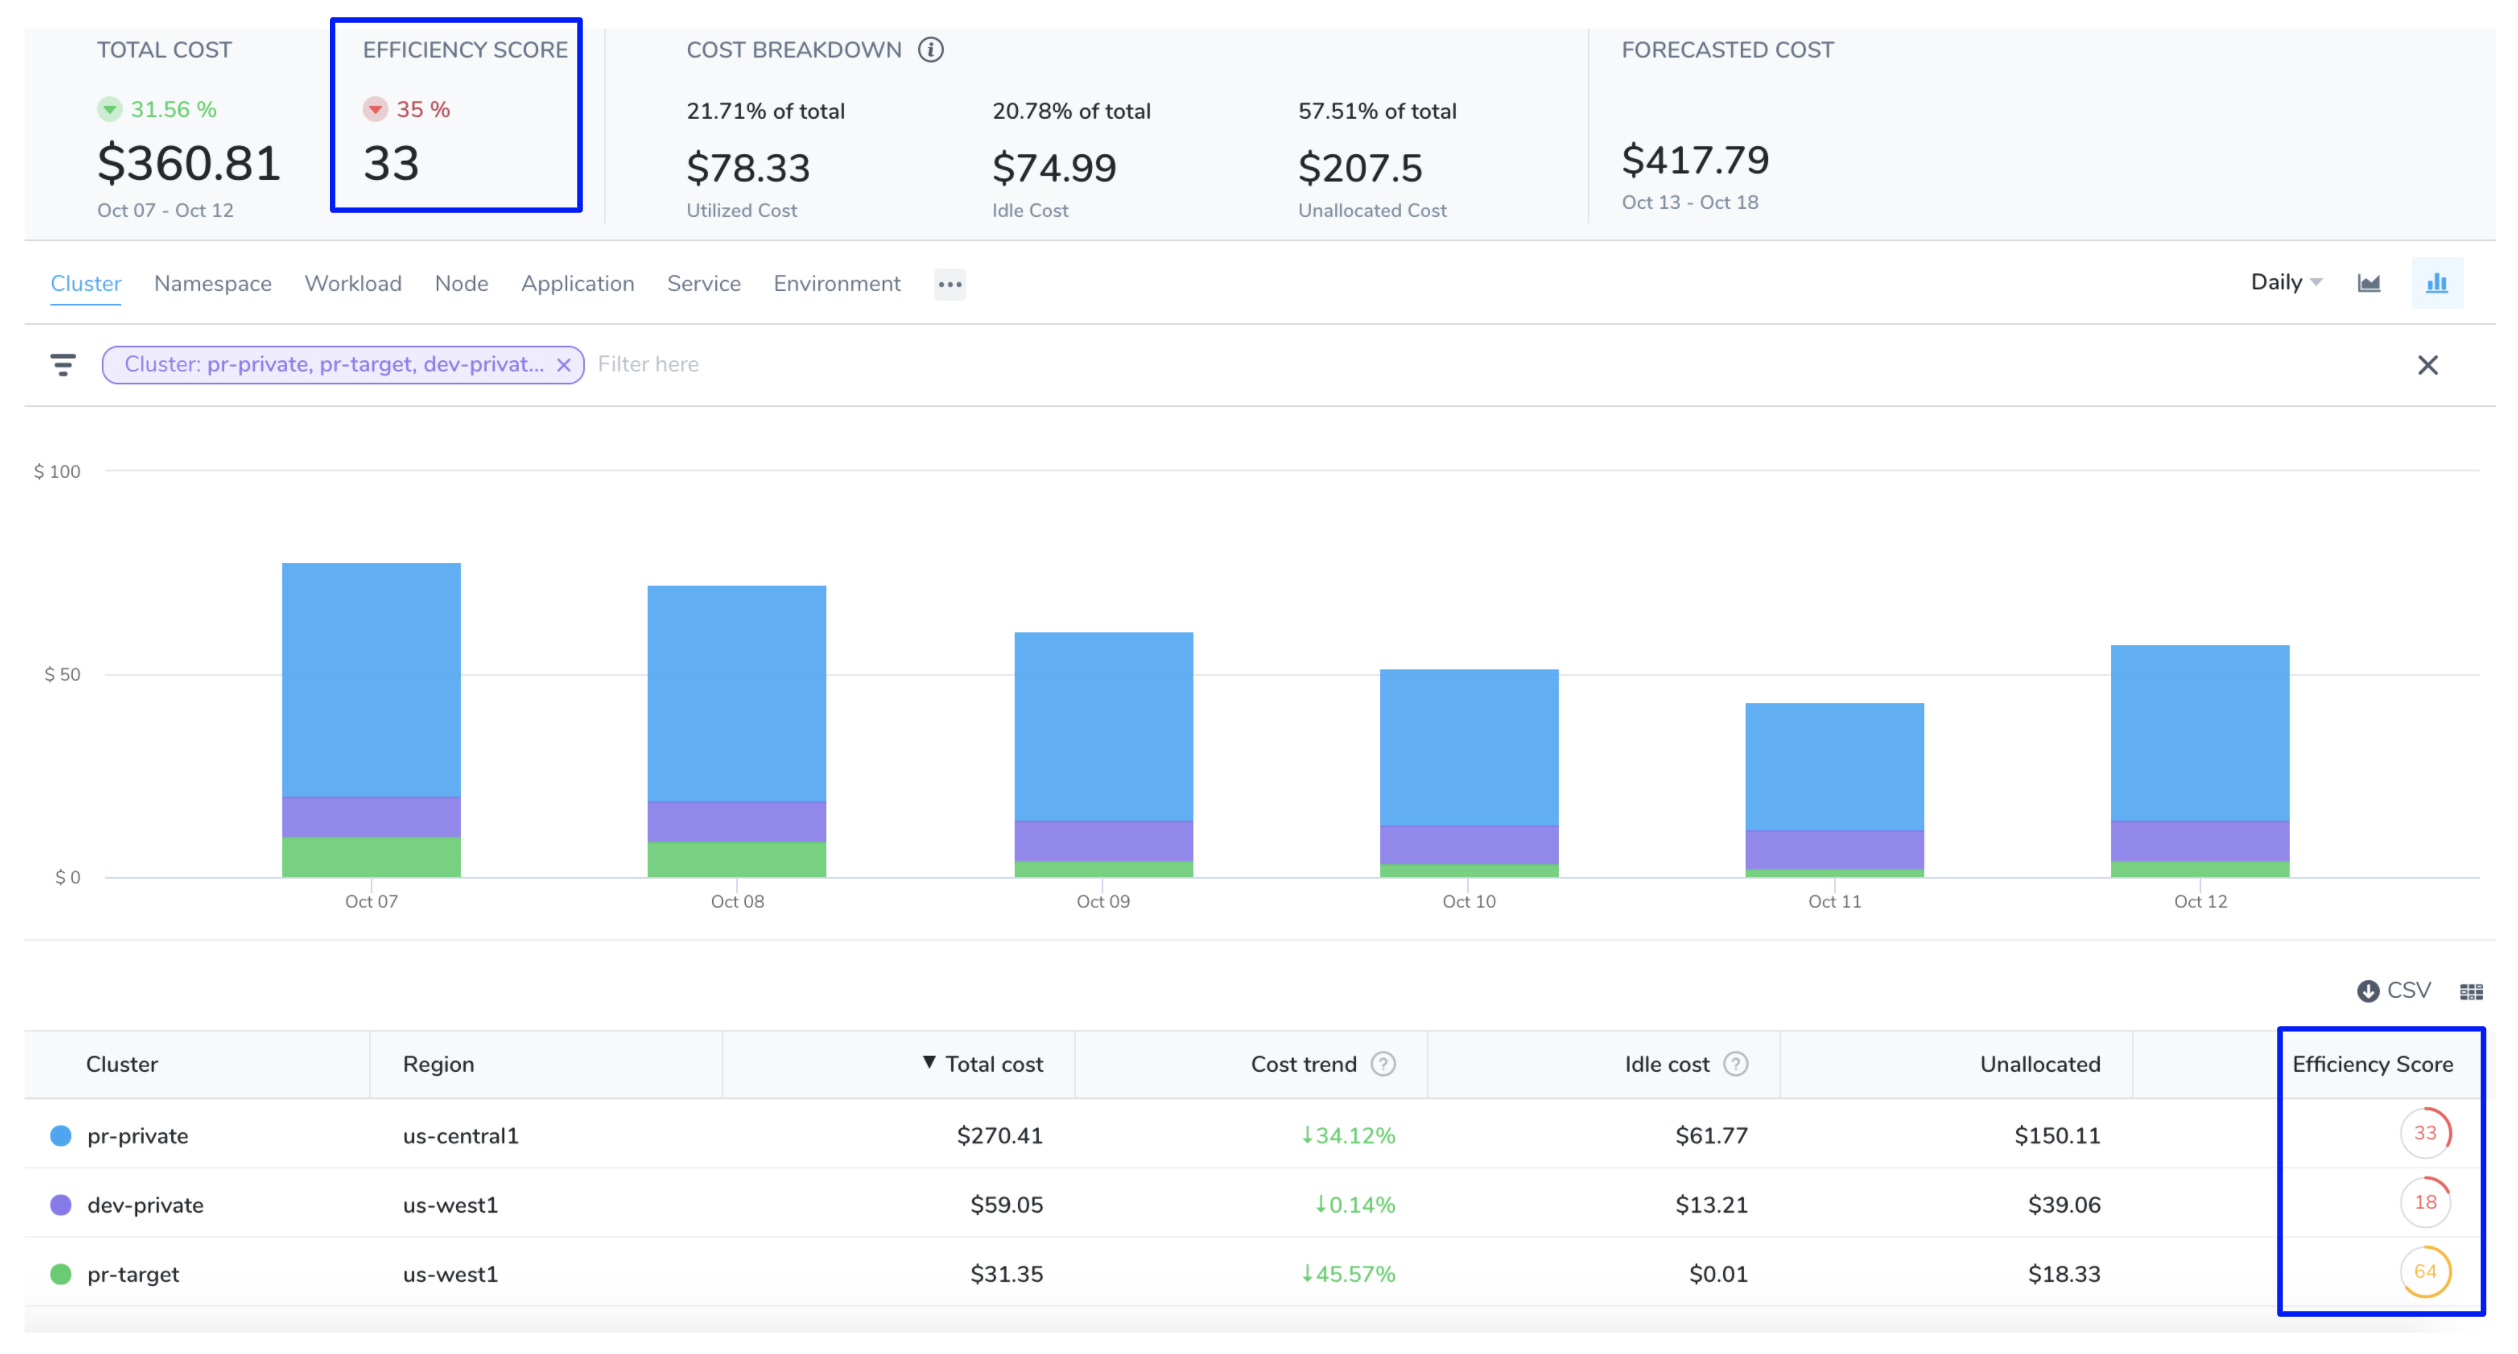 TOTAL COST
31.56 %
$360.81
Oct 07 - Oct 12
EFFICIENCY SCORE
35 %
33
COST BREAKDOWN
21.71% of total
$78.33
Utilized Cost
20.78% of total
$74.99
Idle Cost
57.51% of total
$207.5
Unallocated Cost
FORECASTED COST
$417.79
Oct 13 - Oct 18
Cluster Namespace Workload Node Application Service Environment ••• Daily
Cluster: pr-private, pr-target, dev-privat... Filter here
$ 100
$ 50
$ 0
Oct 07 Oct 08 Oct 09 Oct 10 Oct 11 Oct 12
CSV
Cluster Region ▼ Total cost Cost trend ? Idle cost ? Unallocated Efficiency Score
pr-private us-central1 $270.41 ↓34.12% $61.77 $150.11 33
dev-private us-west1 $59.05 ↓0.14% $13.21 $39.06 18
pr-target us-west1 $31.35 ↓45.57% $0.01 $18.33 64